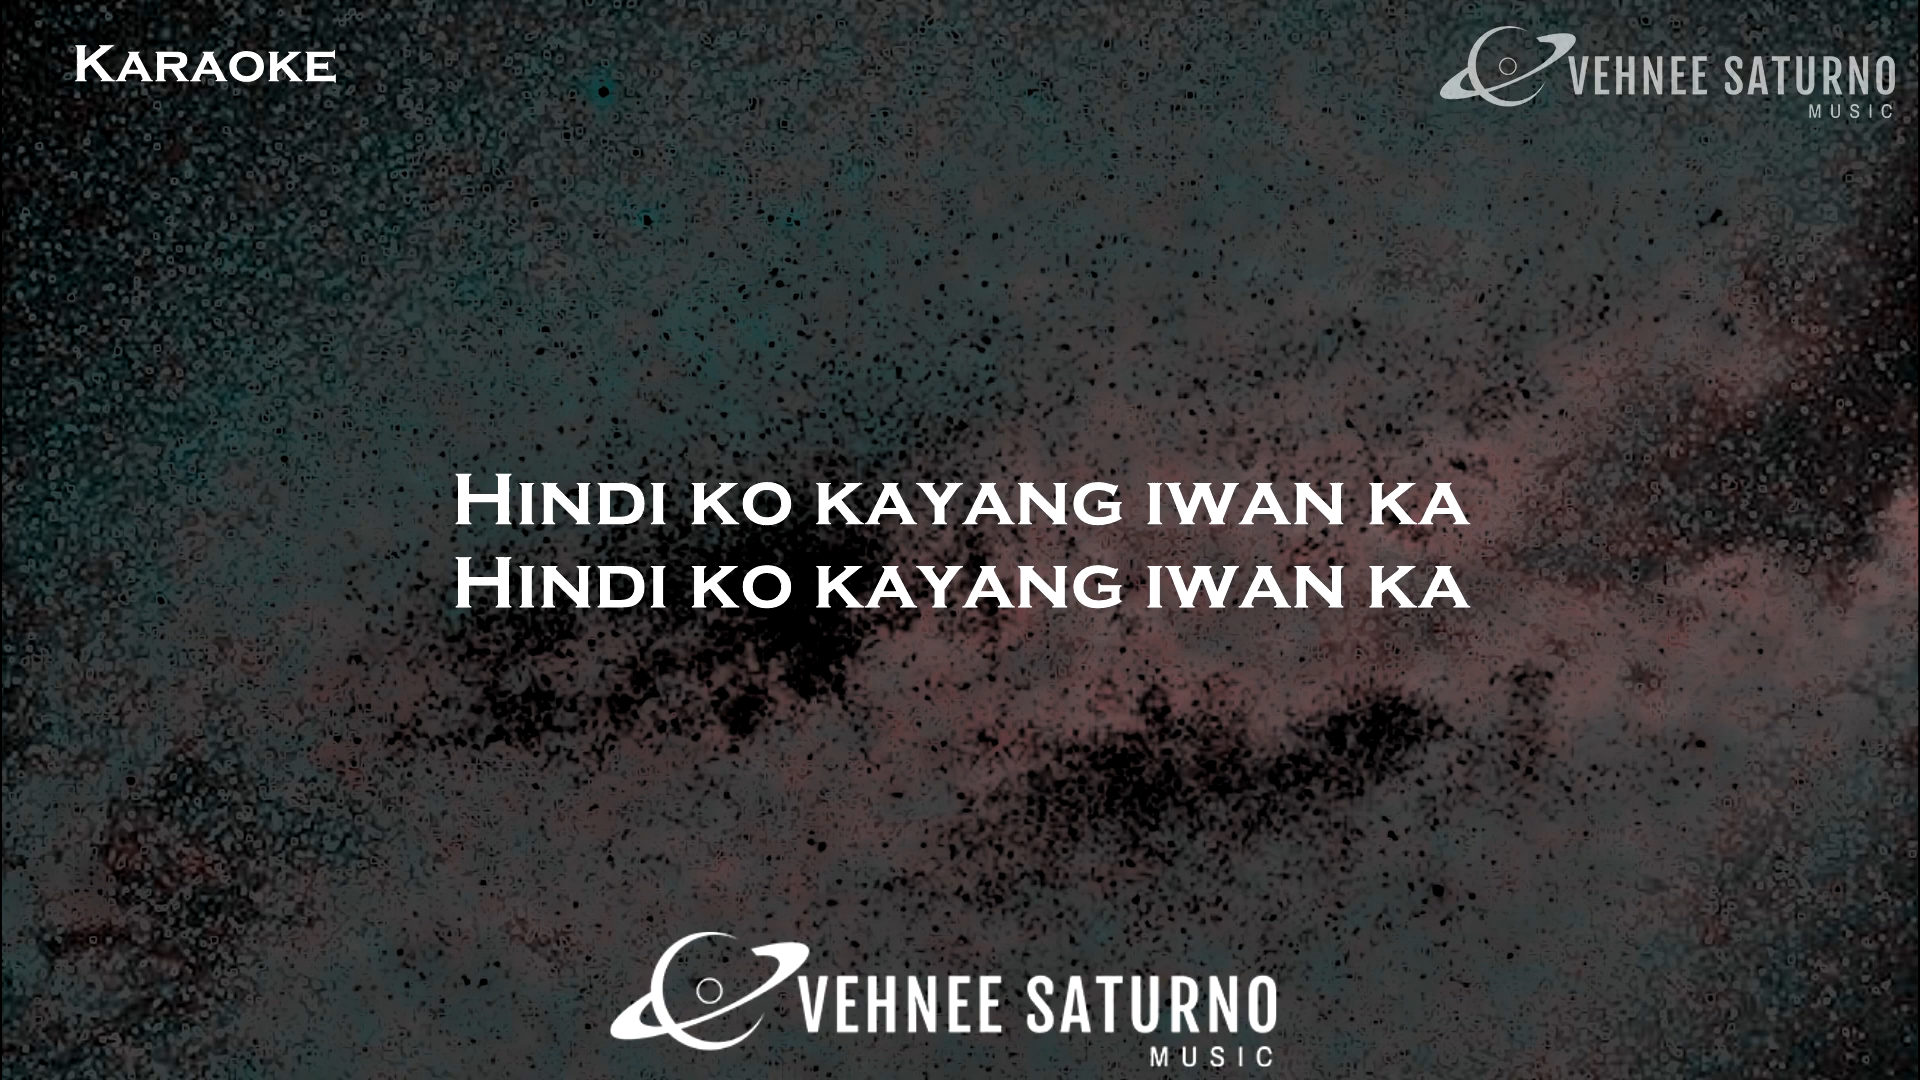 Karaoke
VEHNEE SATURNO
MUSIC
Hindi ko kayang iwan ka
Hindi ko kayang iwan ka
VEHNEE SATURNO
MUSIC